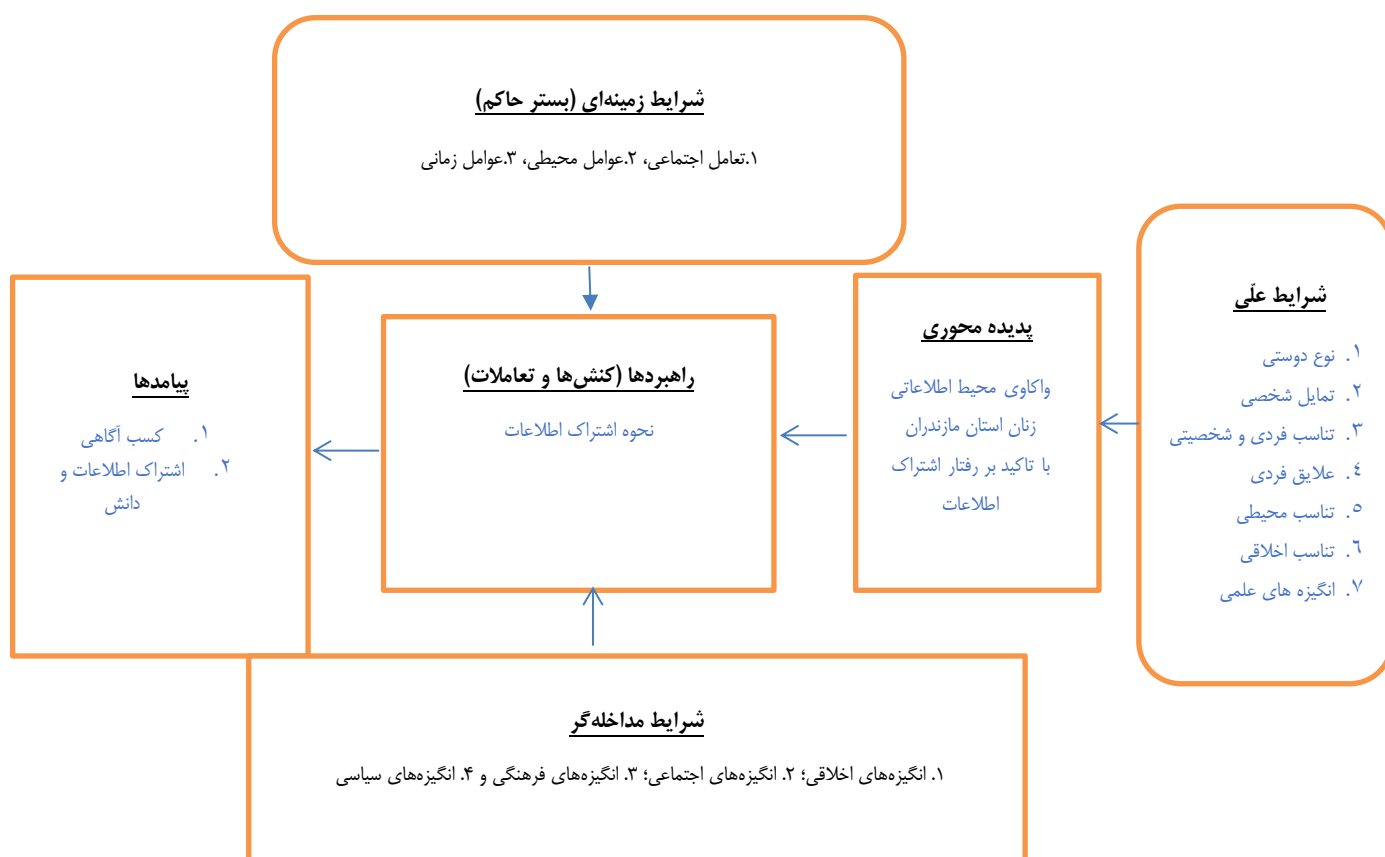 شرایط زمینه‌ای (بستر حاکم)
۱.تعامل اجتماعی، ۲.عوامل محیطی، ۳.عوامل زمانی
شرایط علّی
۱. نوع دوستی
۲. تمایل شخصی
۳. تناسب فردی و شخصیتی
٤. علایق فردی
٥. تناسب محیطی
٦. تناسب اخلاقی
۷. انگیزه های علمی
پدیده محوری
واکاوی محیط اطلاعاتی
زنان استان مازندران
با تاکید بر رفتار اشتراک
اطلاعات
راهبردها (کنش‌ها و تعاملات)
نحوه اشتراک اطلاعات
پیامدها
۱. کسب آگاهی
۲. اشتراک اطلاعات و
دانش
شرایط مداخله‌گر
۱. انگیزه‌های اخلاقی؛ ۲. انگیزه‌های اجتماعی؛ ۳. انگیزه‌های فرهنگی و ۴. انگیزه‌های سیاسی